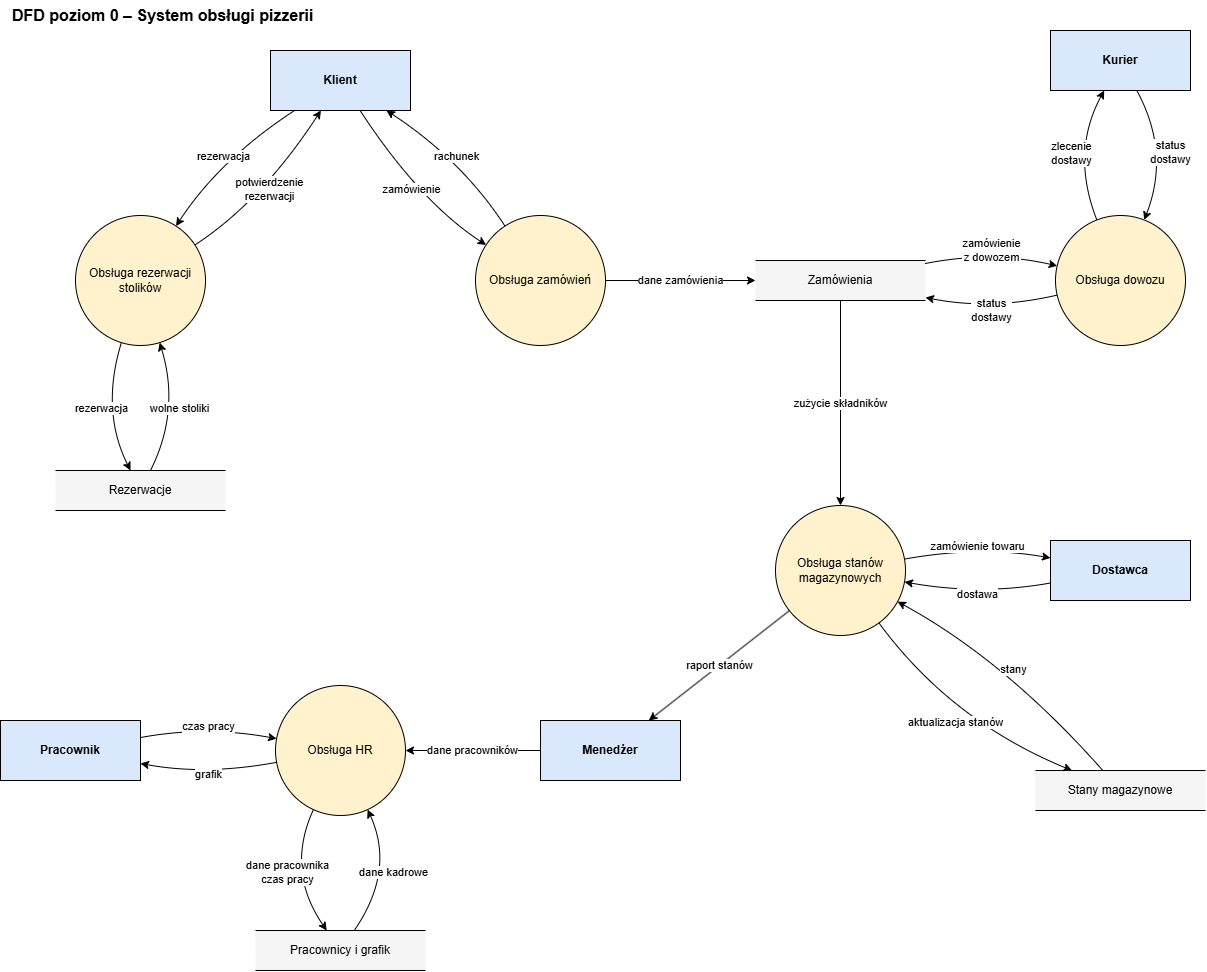 DFD poziom 0 – System obsługi pizzerii
Klient
Kurier
rezerwacja
potwierdzenie
rezerwacji
zamówienie
rachunek
zlecenie
dostawy
status
dostawy
Obsługa rezerwacji
stolików
Obsługa zamówień
dane zamówienia
Zamówienia
zamówienie
z dowozem
status
dostawy
Obsługa dowozu
rezerwacja
wolne stoliki
zużycie składników
Rezerwacje
Obsługa stanów
magazynowych
zamówienie towaru
dostawa
Dostawca
raport stanów
stany
aktualizacja stanów
Pracownik
czas pracy
grafik
Obsługa HR
dane pracowników
Menedżer
Stany magazynowe
dane pracownika
czas pracy
dane kadrowe
Pracownicy i grafik